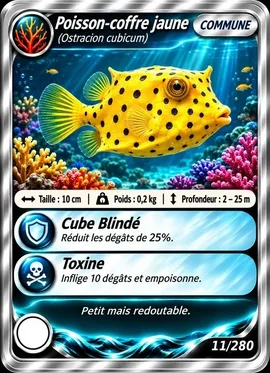 Poisson-coffre jaune
COMMUNE
(Ostracion cubicum)
Taille : 10 cm | Poids : 0,2 kg | Profondeur : 2 – 25 m
Cube Blindé
Réduit les dégâts de 25%.
Toxine
Inflige 10 dégâts et empoisonne.
Petit mais redoutable.
11/280